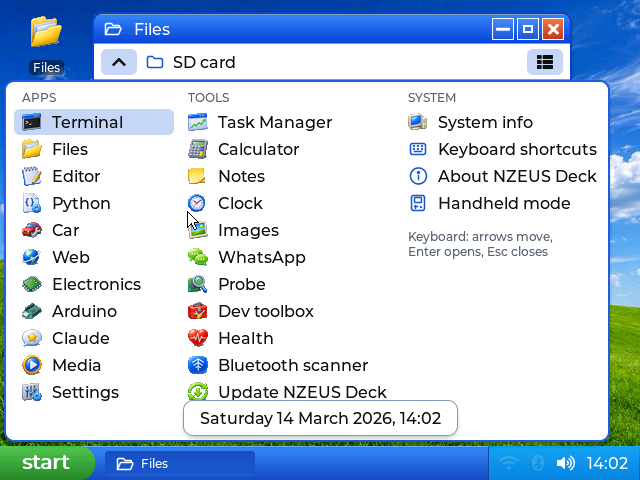 Files
Files
SD card
APPS
Terminal
Files
Editor
Python
Car
Web
Electronics
Arduino
Claude
Media
Settings
TOOLS
Task Manager
Calculator
Notes
Clock
Images
WhatsApp
Probe
Dev toolbox
Health
Bluetooth scanner
Update NZEUS Deck
SYSTEM
System info
Keyboard shortcuts
About NZEUS Deck
Handheld mode
Keyboard: arrows move,
Enter opens, Esc closes
Saturday 14 March 2026, 14:02
start
Files
14:02